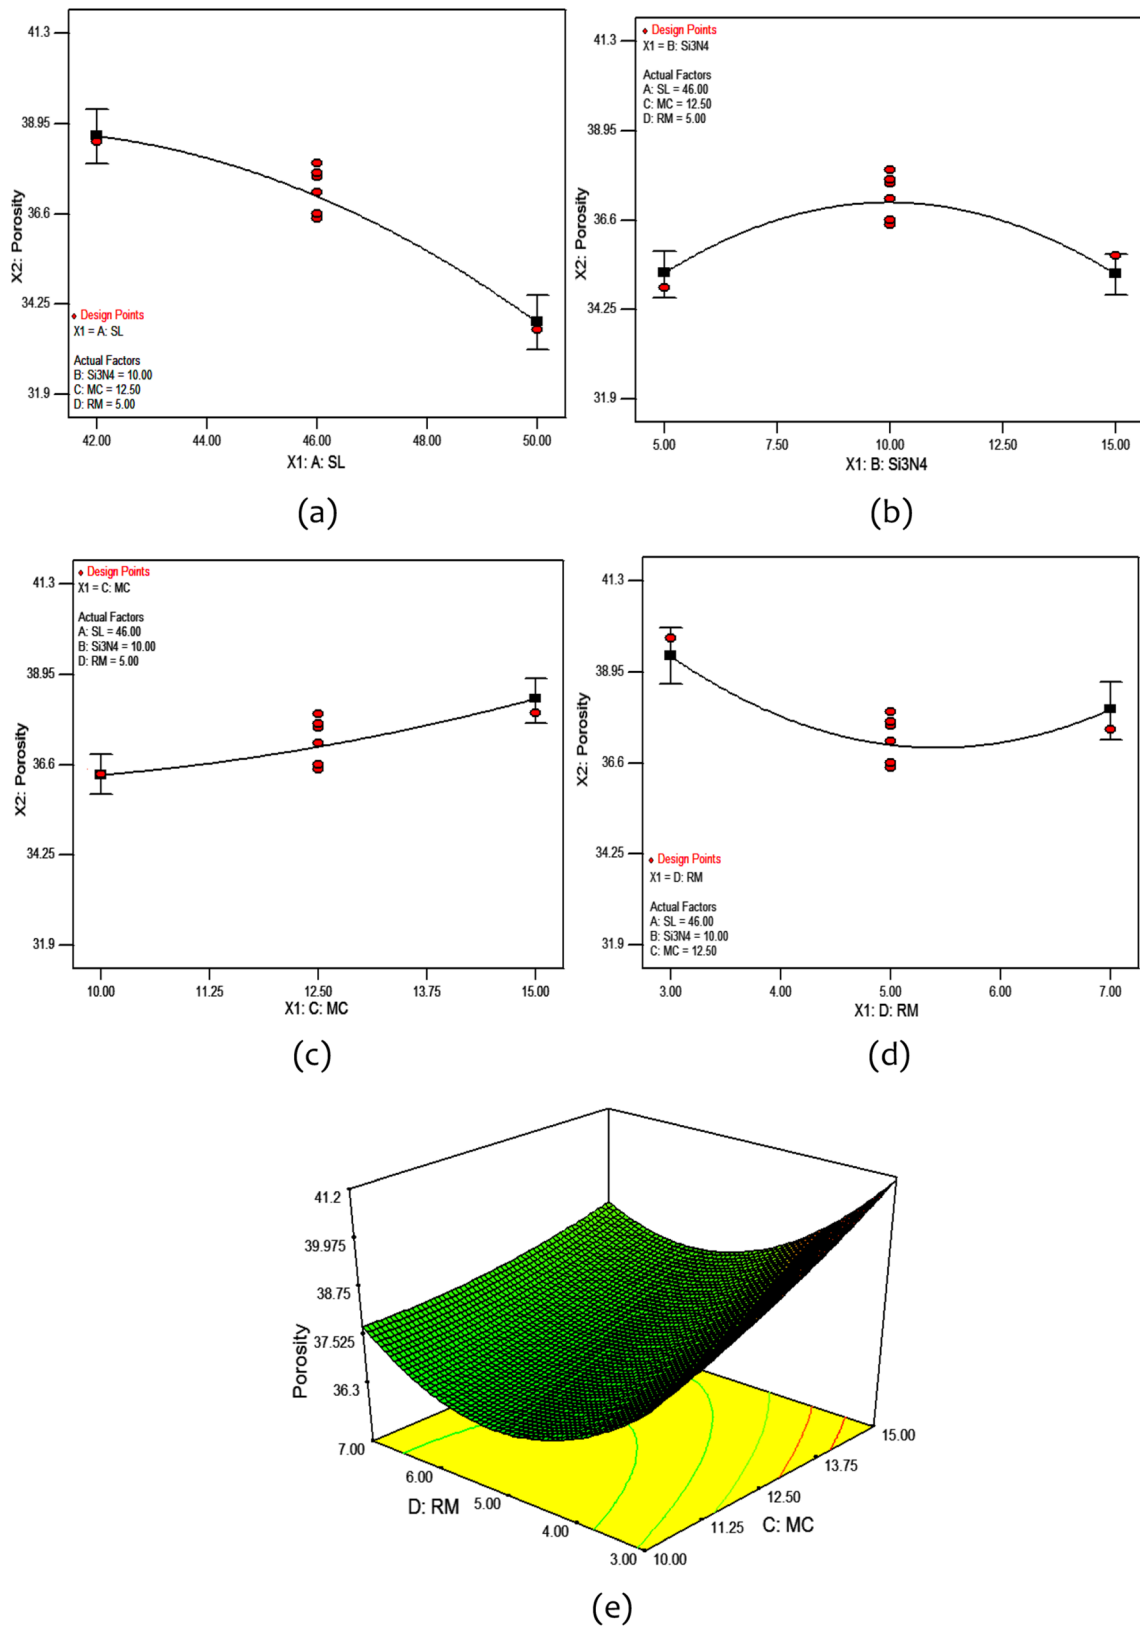 41.3
38.95
36.6
34.25
31.9
X2: Porosity
Design Points
X1 = A: SL
Actual Factors
B: Si3N4 = 10.00
C: MC = 12.50
D: RM = 5.00
42.00 44.00 46.00 48.00 50.00
X1: A: SL
(a)
Design Points
X1 = B: Si3N4
Actual Factors
A: SL = 46.00
C: MC = 12.50
D: RM = 5.00
41.3
38.95
36.6
34.25
31.9
X2: Porosity
5.00 7.50 10.00 12.50 15.00
X1: B: Si3N4
(b)
Design Points
X1 = C: MC
Actual Factors
A: SL = 46.00
B: Si3N4 = 10.00
D: RM = 5.00
41.3
38.95
36.6
34.25
31.9
X2: Porosity
10.00 11.25 12.50 13.75 15.00
X1: C: MC
(c)
41.3
38.95
36.6
34.25
31.9
X2: Porosity
Design Points
X1 = D: RM
Actual Factors
A: SL = 46.00
B: Si3N4 = 10.00
C: MC = 12.50
3.00 4.00 5.00 6.00 7.00
X1: D: RM
(d)
41.2
39.975
38.75
37.525
36.3
Porosity
7.00
6.00
5.00
4.00
3.00
D: RM
15.00
13.75
12.50
11.25
10.00
C: MC
(e)